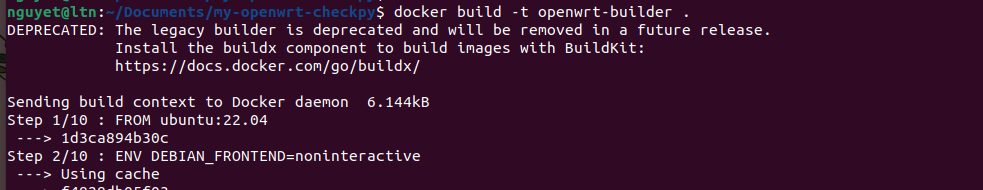 nguyet@ltn:~/Documents/my-openwrt-checkpy$ docker build -t openwrt-builder .
DEPRECATED: The legacy builder is deprecated and will be removed in a future release.
            Install the buildx component to build images with BuildKit:
            https://docs.docker.com/go/buildx/

Sending build context to Docker daemon  6.144kB
Step 1/10 : FROM ubuntu:22.04
 ---> 1d3ca894b30c
Step 2/10 : ENV DEBIAN_FRONTEND=noninteractive
 ---> Using cache